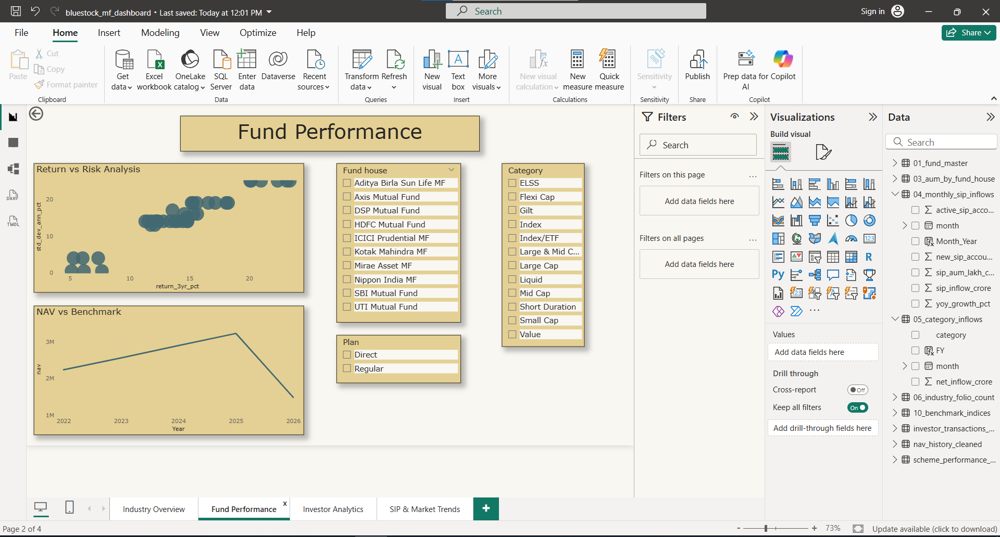 bluestock_mf_dashboard • Last saved: Today at 12:01 PM
Search
Sign in
File
Home
Insert
Modeling
View
Optimize
Help
Share
Paste
Cut
Copy
Format painter
Clipboard
Get data
Excel workbook
OneLake catalog
SQL Server
Enter data
Dataverse
Recent sources
Data
Transform data
Refresh
Queries
New visual
Text box
More visuals
Insert
New visual calculation
New measure
Quick measure
Calculations
Sensitivity
Sensitivity
Publish
Share
Prep data for AI
Copilot
Copilot
Fund Performance
Return vs Risk Analysis
std_dev_ann_pct
20
10
0
5
10
15
20
return_3yr_pct
NAV vs Benchmark
nav
3M
2M
1M
2022
2023
2024
2025
2026
Year
Fund house
Aditya Birla Sun Life MF
Axis Mutual Fund
DSP Mutual Fund
HDFC Mutual Fund
ICICI Prudential MF
Kotak Mahindra MF
Mirae Asset MF
Nippon India MF
SBI Mutual Fund
UTI Mutual Fund
Plan
Direct
Regular
Category
ELSS
Flexi Cap
Gilt
Index
Index/ETF
Large & Mid C...
Large Cap
Liquid
Mid Cap
Short Duration
Small Cap
Value
Filters
Search
Filters on this page
...
Add data fields here
Filters on all pages
...
Add data fields here
Visualizations
Build visual
123
R
Py
123
...
Values
Add data fields here
Drill through
Cross-report
Off
Keep all filters
On
Add drill-through fields here
Data
Search
01_fund_master
03_aum_by_fund_house
04_monthly_sip_inflows
active_sip_acco...
month
Month_Year
new_sip_accou...
sip_aum_lakh_c...
sip_inflow_crore
yoy_growth_pct
05_category_inflows
category
FY
month
net_inflow_crore
06_industry_folio_count
10_benchmark_indices
investor_transactions_...
nav_history_cleaned
scheme_performance_...
DAX
TMDL
Industry Overview
Fund Performance
x
Investor Analytics
SIP & Market Trends
+
Page 2 of 4
- + 73%
Update available (click to download)